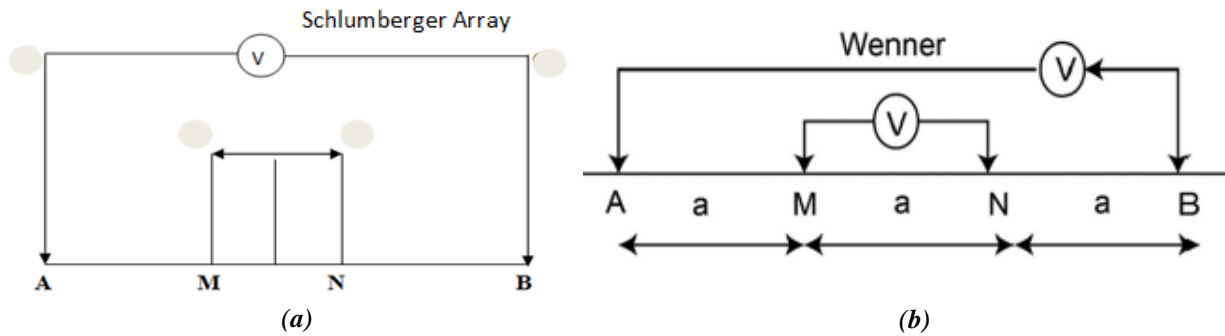 Schlumberger Array
V
A M N B
(a)
Wenner
V
V
A a M a N a B
(b)